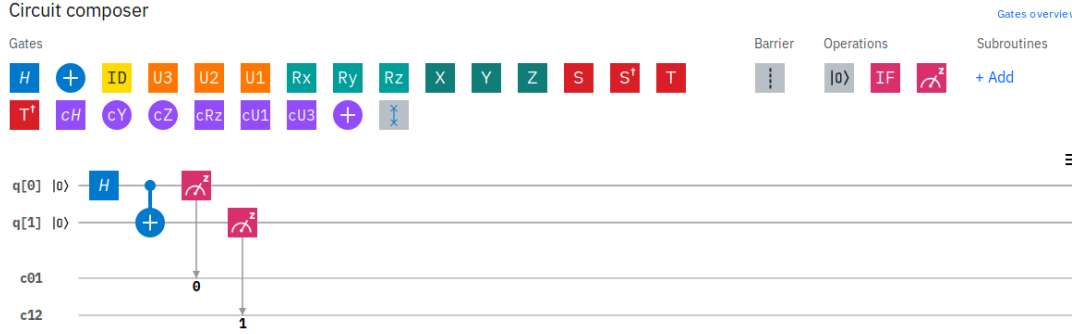 Circuit composer
Gates overview
Gates Barrier Operations Subroutines
H ID U3 U2 U1 Rx Ry Rz X Y Z S S† T |0⟩ IF z + Add
T† cH cY cZ cRz cU1 cU3
q[0] |0⟩ H z
q[1] |0⟩ z
c01
0
c12
1